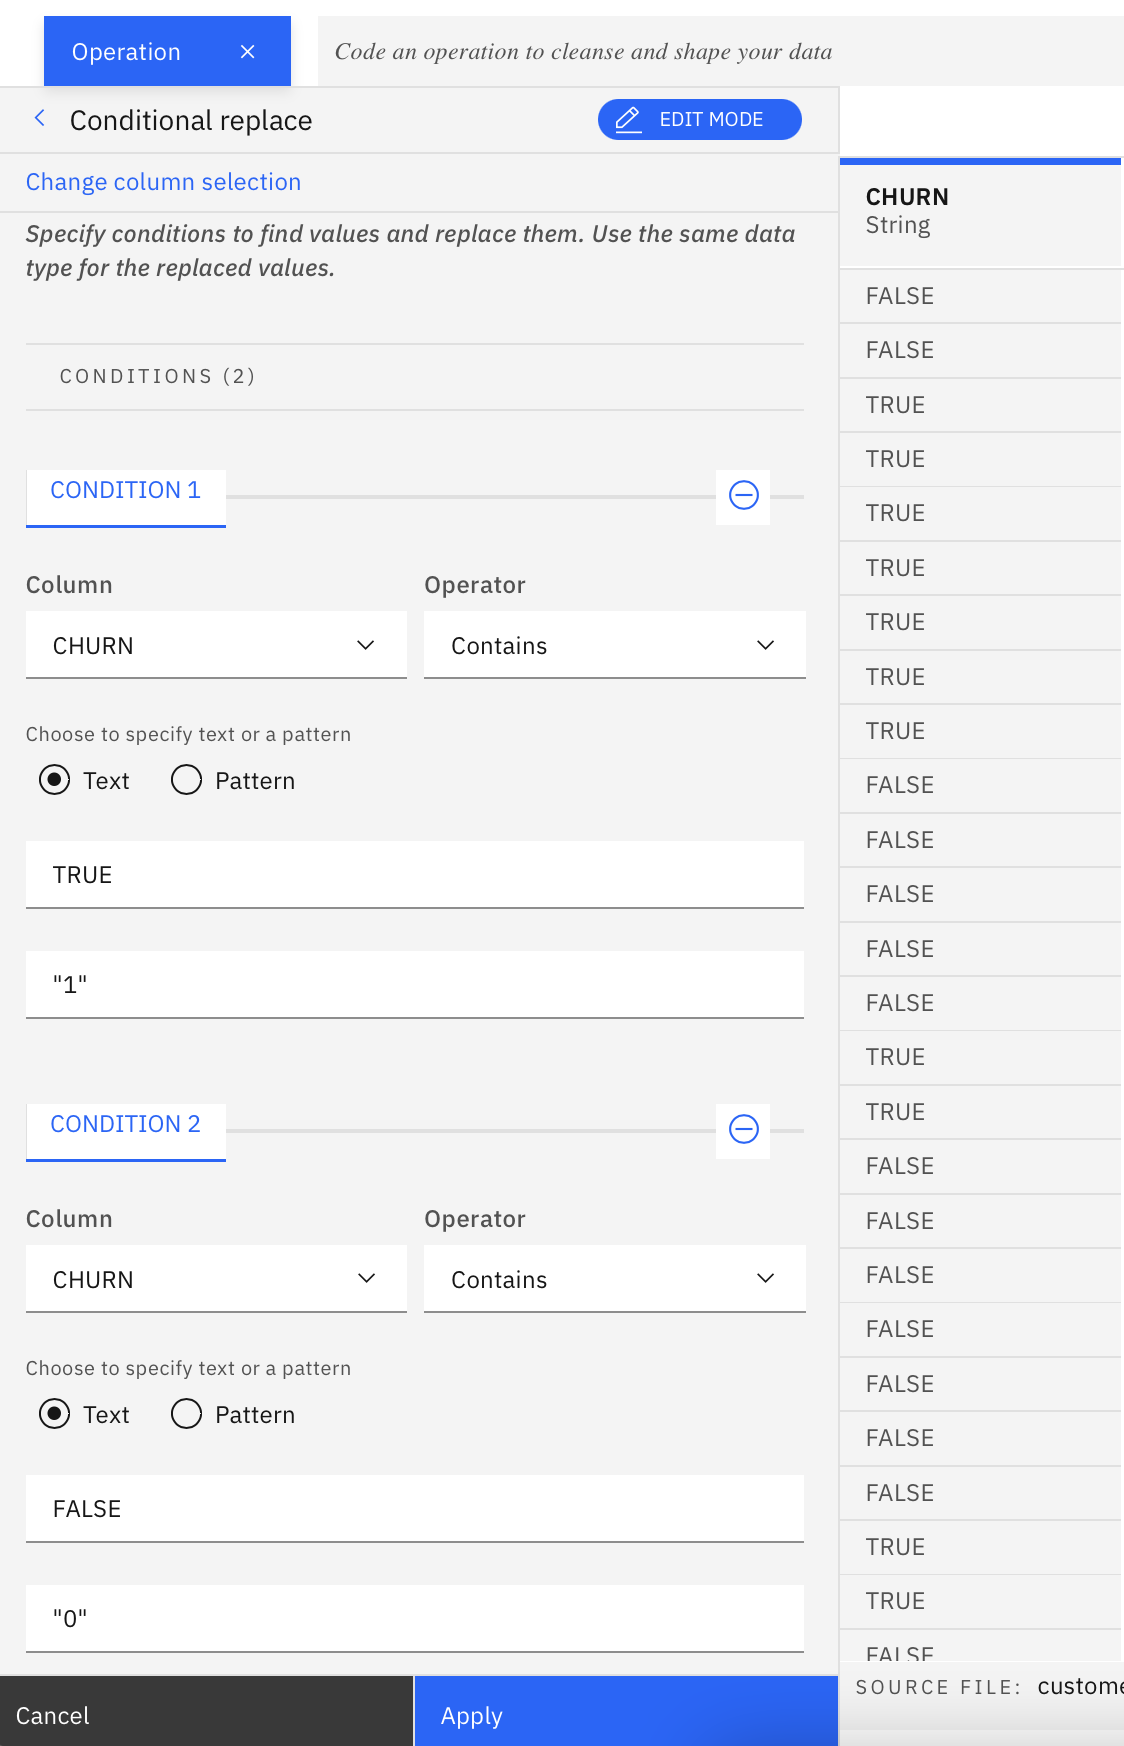 Operation
Code an operation to cleanse and shape your data
Conditional replace
EDIT MODE
Change column selection
Specify conditions to find values and replace them. Use the same data
type for the replaced values.
CONDITIONS (2)
CONDITION 1
Column
Operator
CHURN
Contains
Choose to specify text or a pattern
Text
Pattern
TRUE
"1"
CONDITION 2
Column
Operator
CHURN
Contains
Choose to specify text or a pattern
Text
Pattern
FALSE
"0"
Cancel
Apply
CHURN
String
FALSE
FALSE
TRUE
TRUE
TRUE
TRUE
TRUE
TRUE
TRUE
FALSE
FALSE
FALSE
FALSE
FALSE
TRUE
TRUE
FALSE
FALSE
FALSE
FALSE
FALSE
FALSE
FALSE
TRUE
TRUE
FALSE
SOURCE FILE: custome